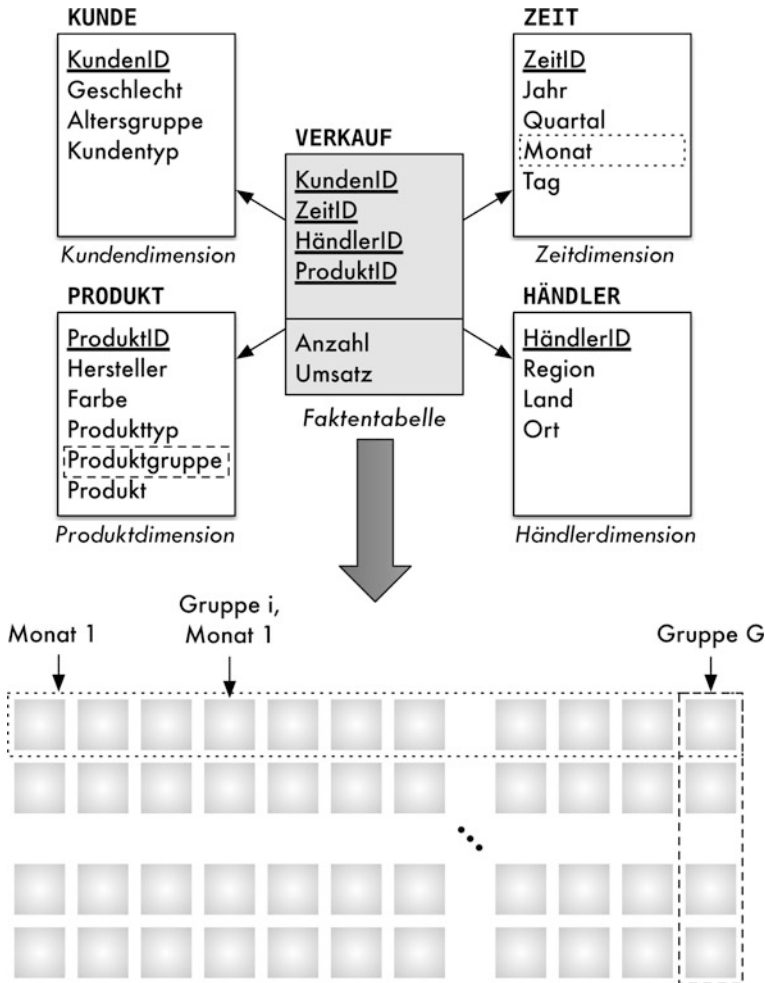 KUNDE
KundenID
Geschlecht
Altersgruppe
Kundentyp
Kundendimension
ZEIT
ZeitID
Jahr
Quartal
Monat
Tag
Zeitdimension
VERKAUF
KundenID
ZeitID
HändlerID
ProduktID
Anzahl
Umsatz
Faktentabelle
PRODUKT
ProduktID
Hersteller
Farbe
Produkttyp
Produktgruppe
Produkt
Produktdimension
HÄNDLER
HändlerID
Region
Land
Ort
Händlerdimension
Monat 1
Gruppe i,
Monat 1
Gruppe G